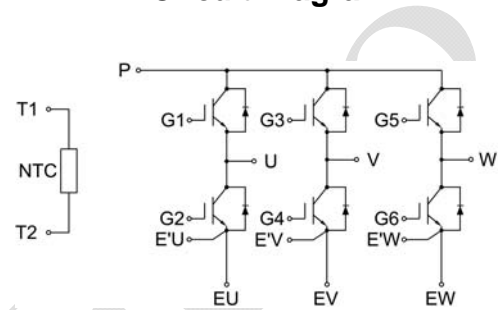 P
T1
G1 G3 G5
U V W
NTC
T2
G2 G4 G6
E'U E'V E'W
EU EV EW